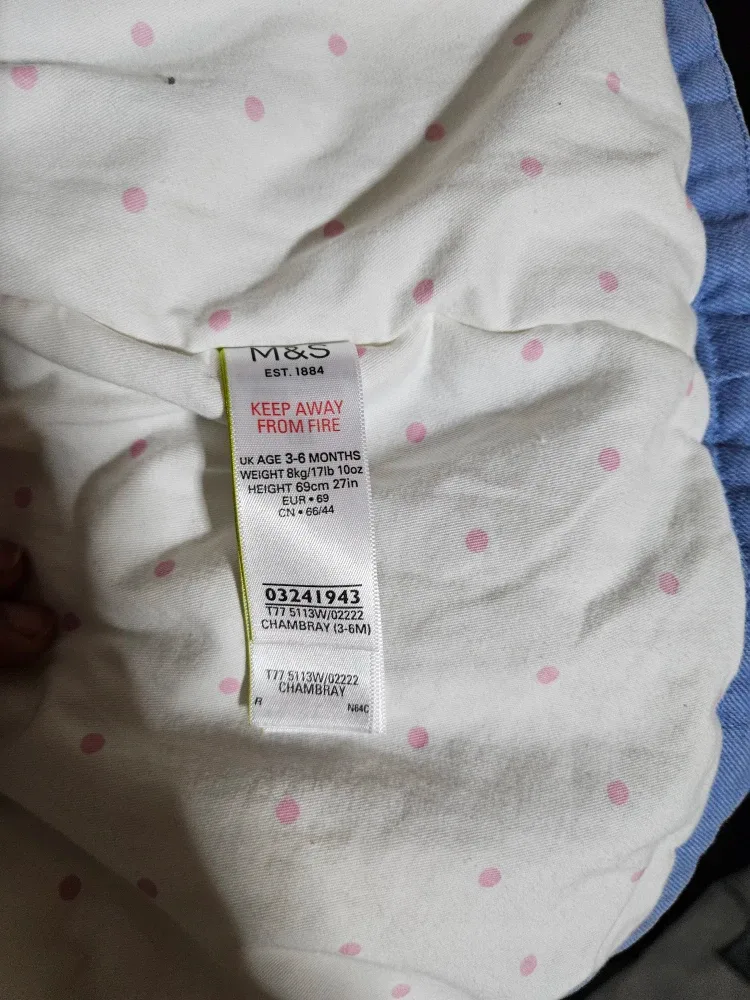 M&S
EST. 1884
KEEP AWAY
FROM FIRE
UK AGE 3-6 MONTHS
WEIGHT 8kg/17lb 10oz
HEIGHT 69cm 27in
EUR • 69
CN • 66/44
03241943
T77 5113W/02222
CHAMBRAY (3-6M)
T77 5113W/02222
CHAMBRAY
R N64C